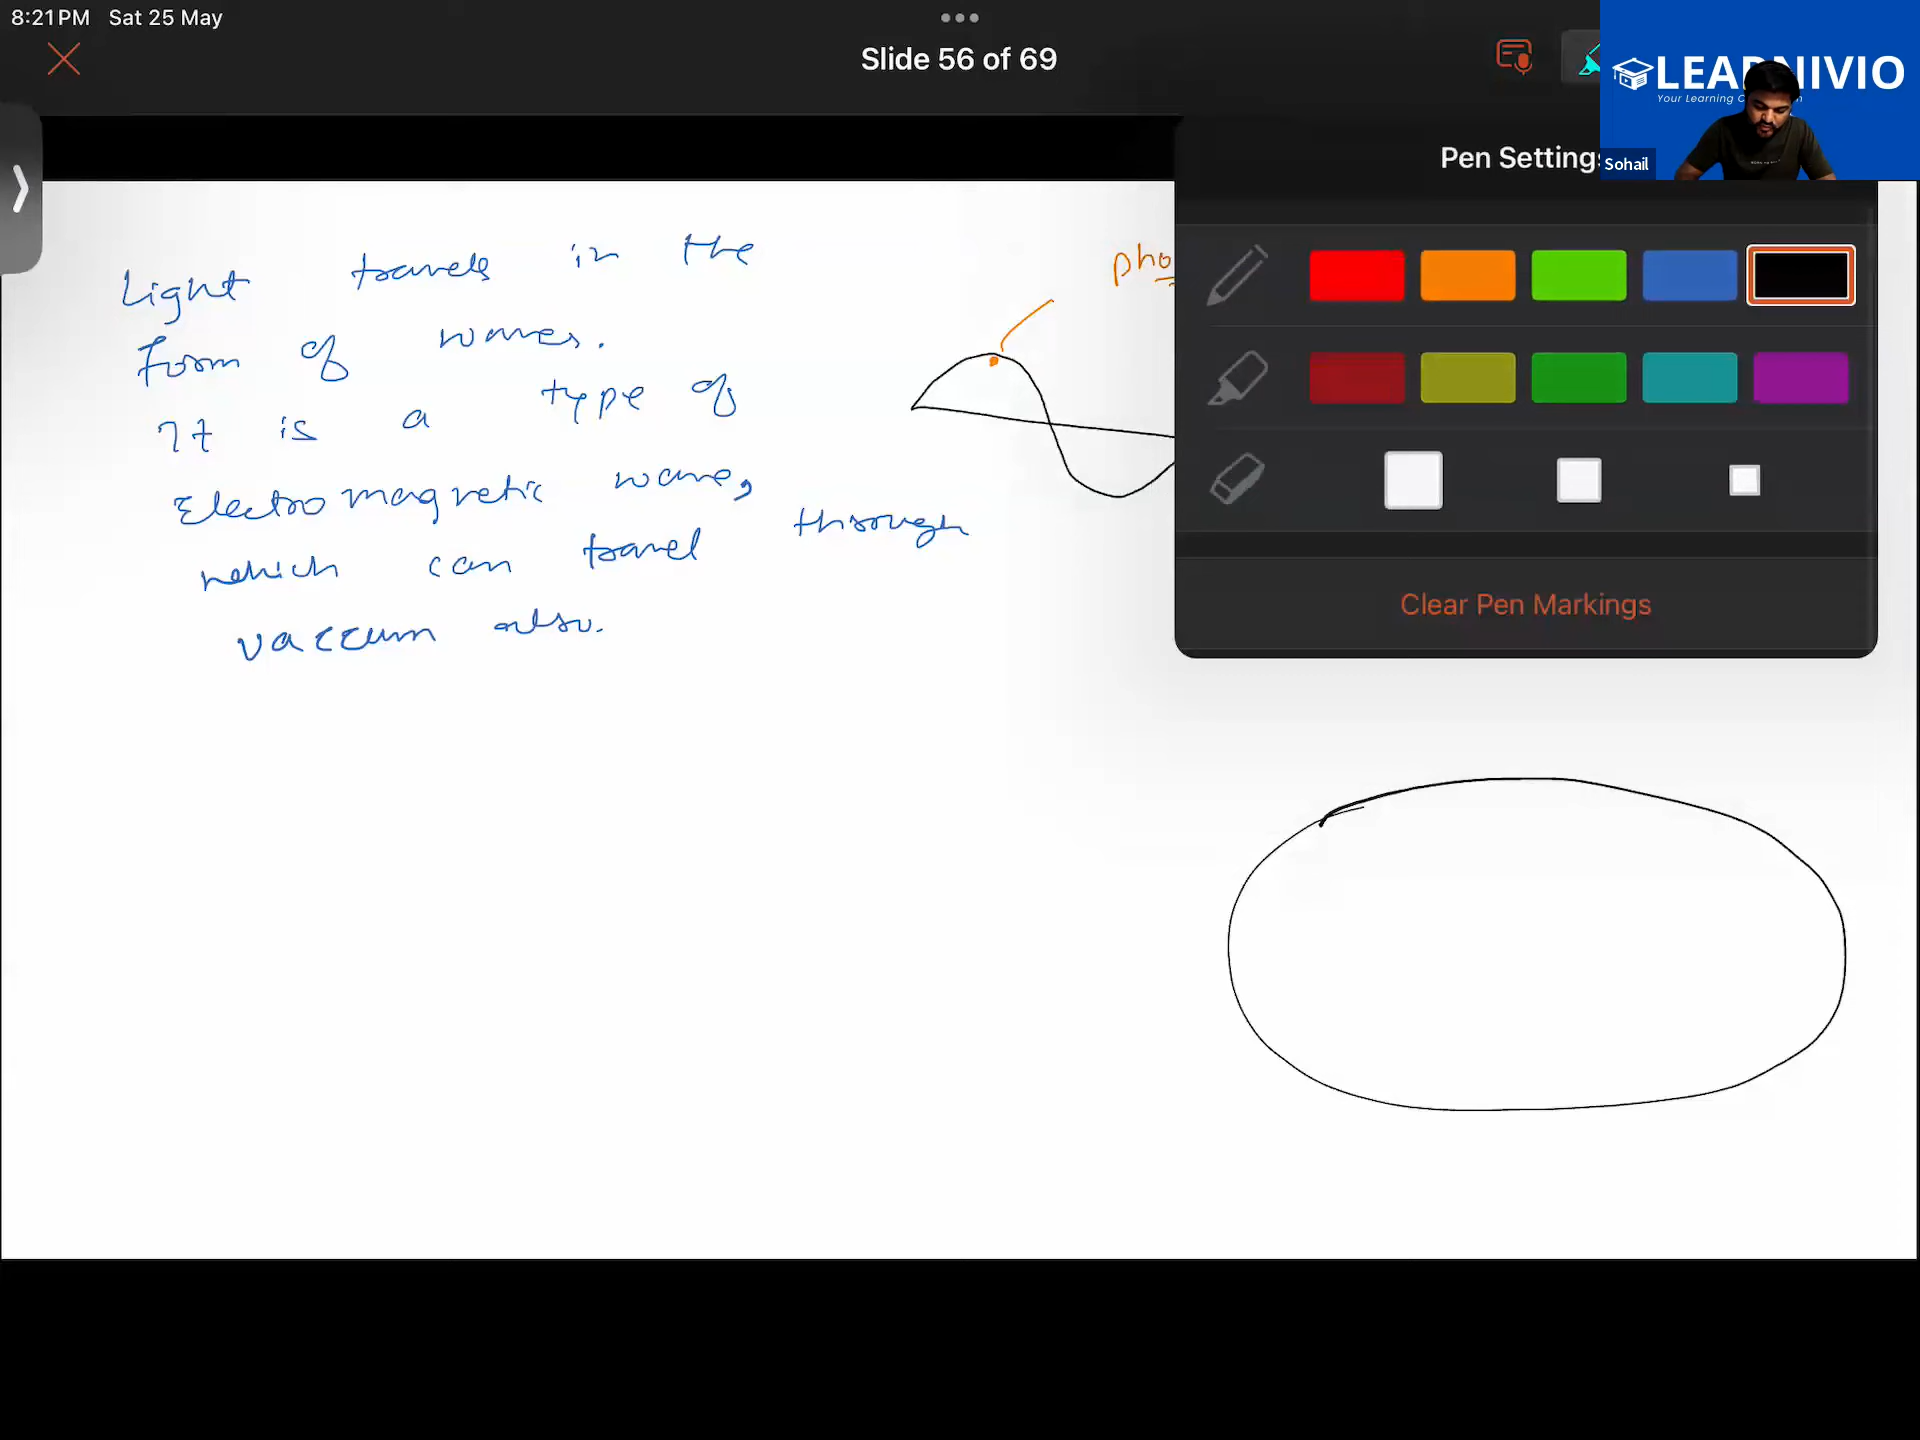 8:21 PM Sat 25 May
Slide 56 of 69
LEARNIVIO
Your Learning
Sohail
Pen Settings
Light travels in the
form of waves.
It is a type of
Electromagnetic wave,
which can travel through
vaccum also.
pho
Clear Pen Markings